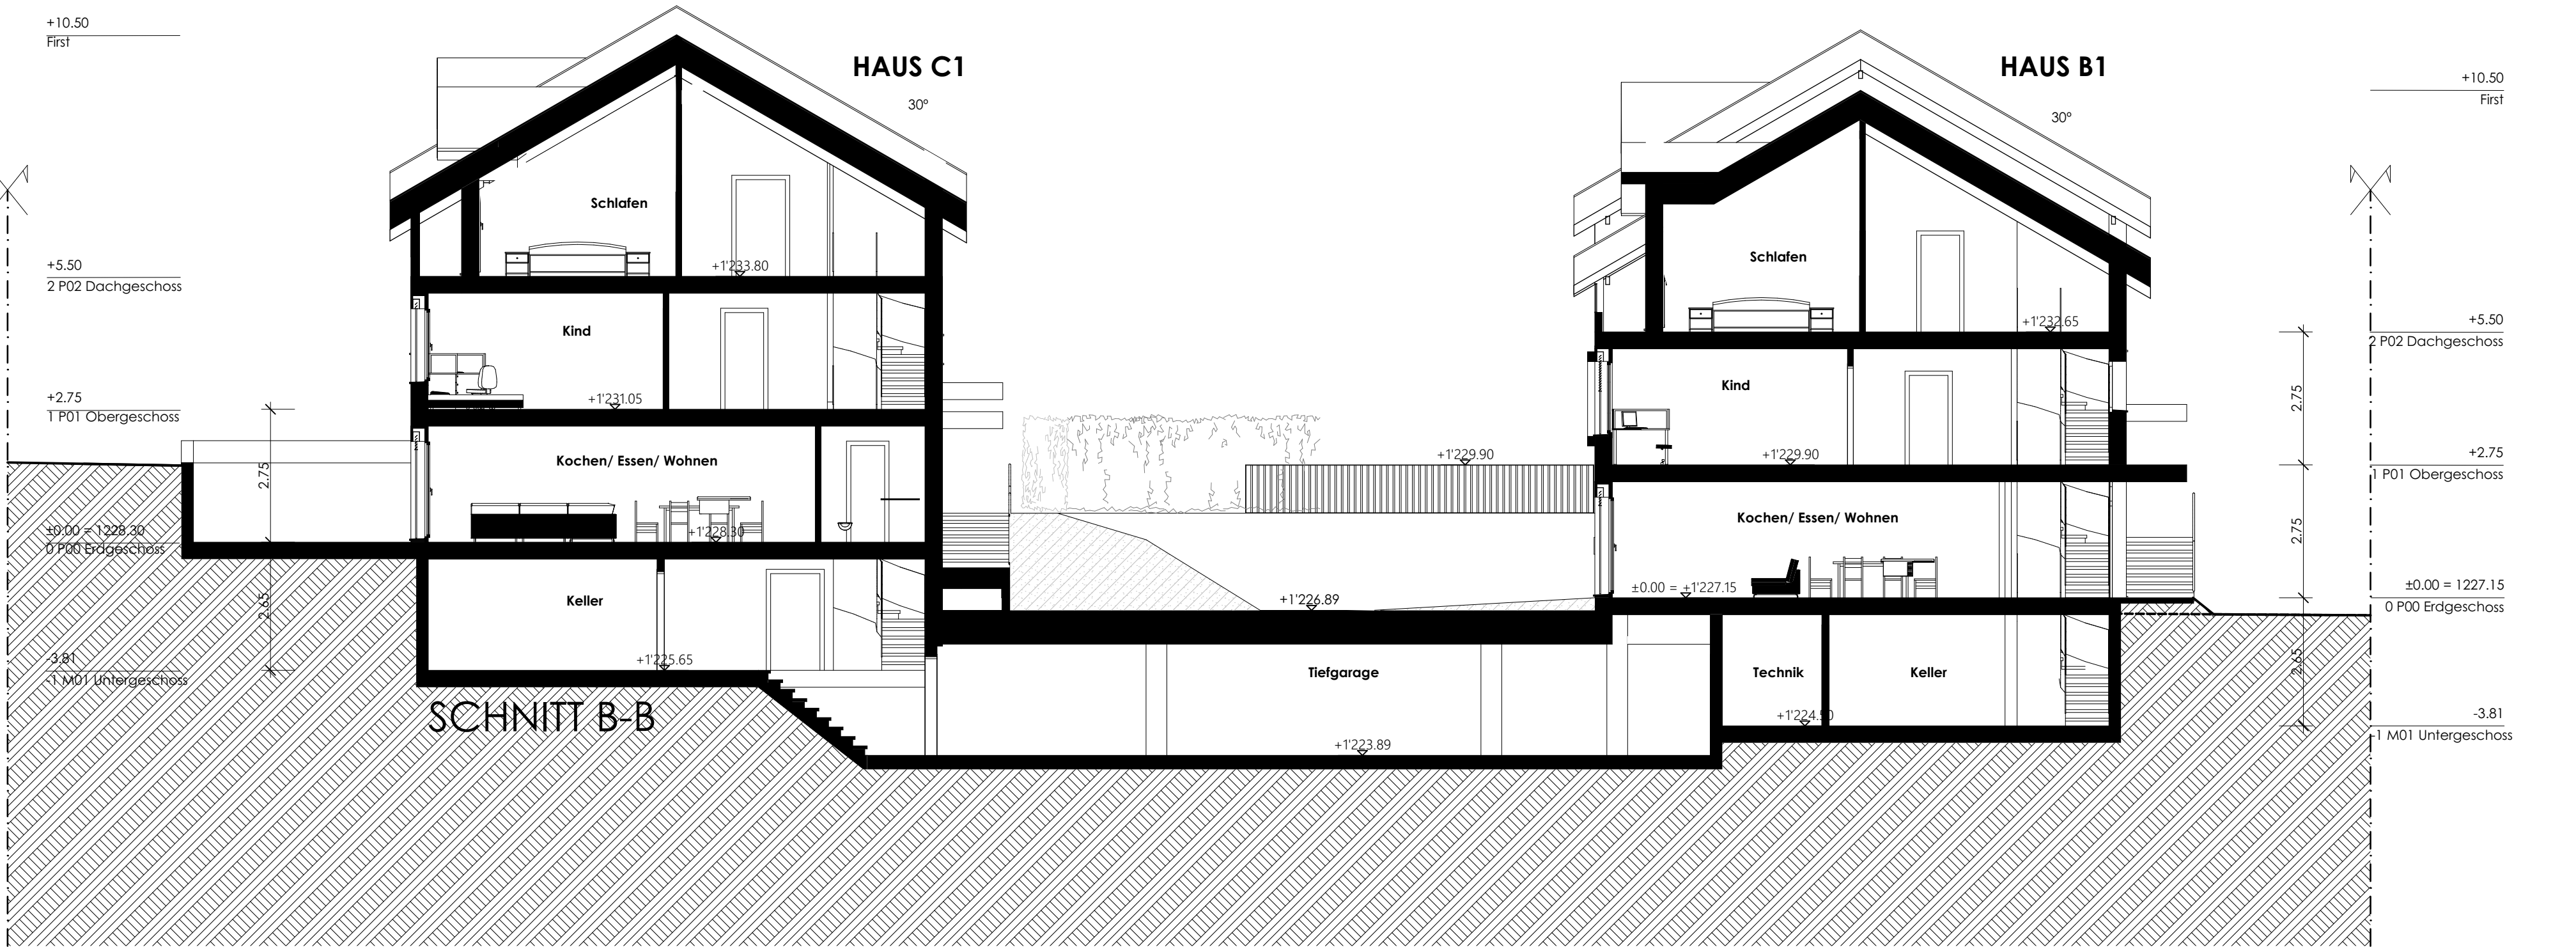 +10.50
First
HAUS C1
30°
HAUS B1
30°
+10.50
First
Schlafen
+1'233.80
Schlafen
+1'232.65
+5.50
2 P02 Dachgeschoss
Kind
+1'231.05
Kind
+1'229.90
+5.50
2 P02 Dachgeschoss
2.75
+2.75
1 P01 Obergeschoss
2.75
Kochen/ Essen/ Wohnen
+1'228.30
+1'229.90
+2.75
1 P01 Obergeschoss
2.75
Kochen/ Essen/ Wohnen
±0.00 = +1'227.15
±0.00 = 1228.30
0 P00 Erdgeschoss
Keller
+1'225.65
2.65
+1'226.89
±0.00 = 1227.15
0 P00 Erdgeschoss
-3.81
-1 M01 Untergeschoss
SCHNITT B-B
Tiefgarage
+1'223.89
Technik
+1'224.50
Keller
2.65
-3.81
-1 M01 Untergeschoss